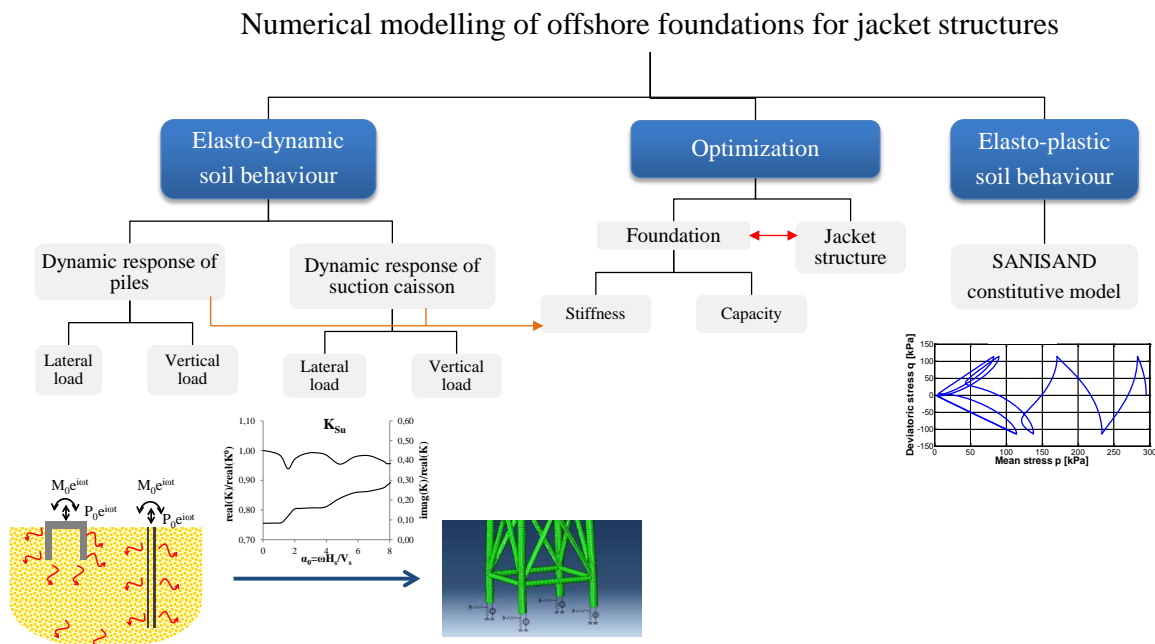 Numerical modelling of offshore foundations for jacket structures
Elasto-dynamic
soil behaviour
Optimization
Elasto-plastic
soil behaviour
Dynamic response of
piles
Dynamic response of
suction caisson
Foundation
Jacket
structure
SANISAND
constitutive model
Stiffness
Capacity
Lateral
load
Vertical
load
Lateral
load
Vertical
load
Deviatoric stress q [kPa]
150
100
50
0
-50
-100
-150
0 50 100 150 200 250 300
Mean stress p [kPa]
K_Su
real(K)/real(K⁰)
1,00
0,90
0,80
0,70
0,60
0,50
0,40
0,30
0,20
0,10
0,00
imag(K)/real(K)
0 2 4 6 8
α₀=ωHₛ/Vₛ
M₀e^iωt
P₀e^iωt
M₀e^iωt
P₀e^iωt